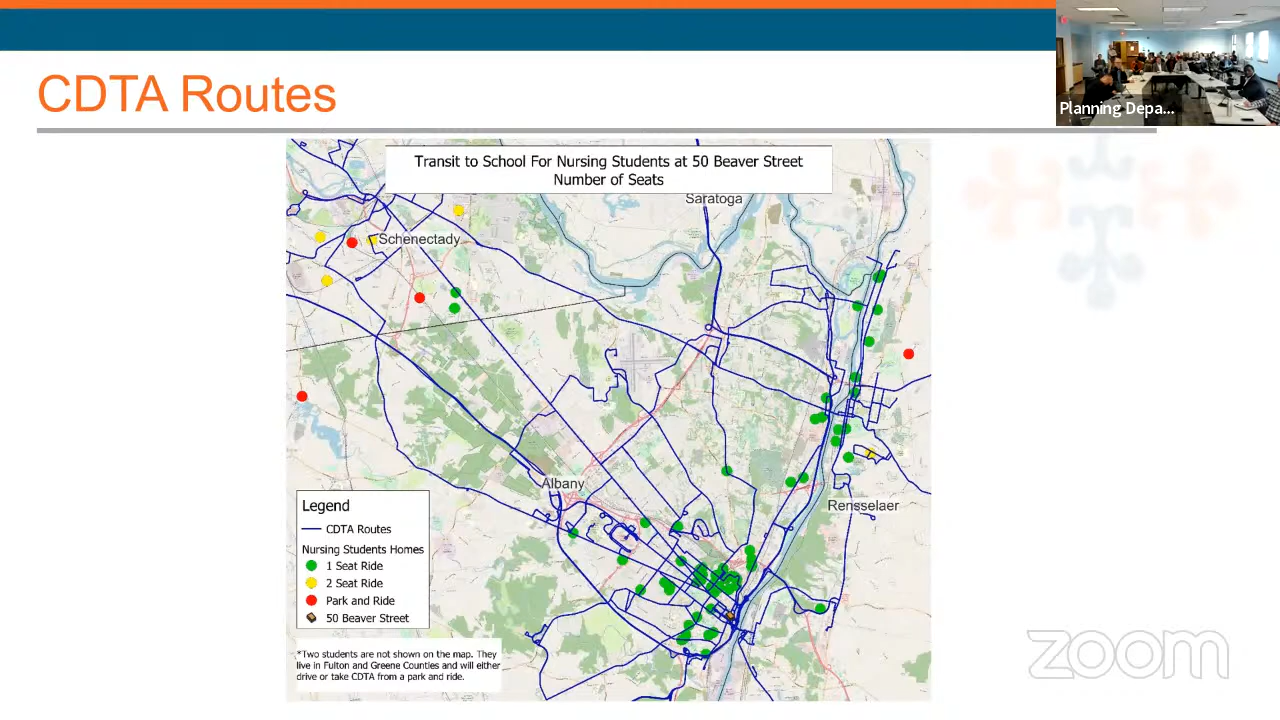 CDTA Routes
Planning Depa...
Transit to School For Nursing Students at 50 Beaver Street
Number of Seats
Saratoga
Schenectady
Albany
Rensselaer
Legend
CDTA Routes
Nursing Students Homes
1 Seat Ride
2 Seat Ride
Park and Ride
50 Beaver Street
*Two students are not shown on the map. They
live in Fulton and Greene Counties and will either
drive or take CDTA from a park and ride.
zoom